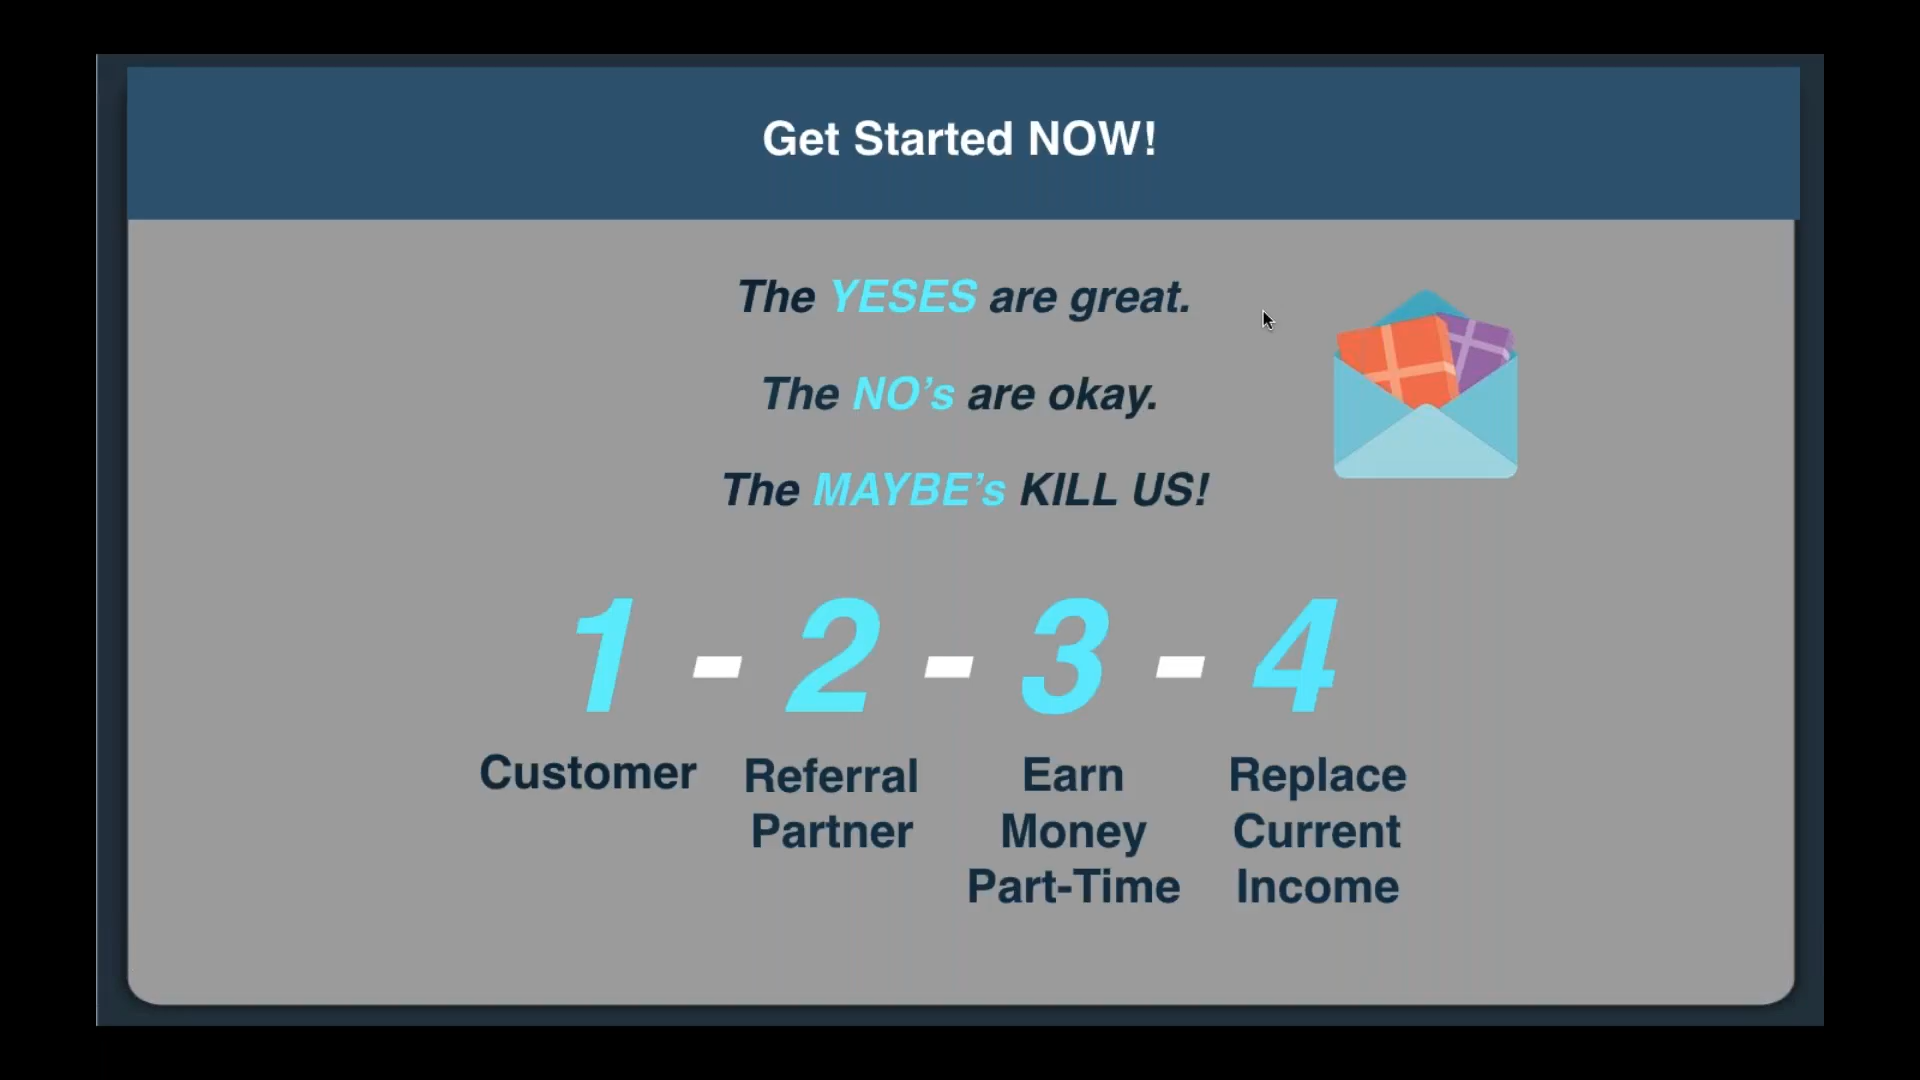 Get Started NOW!
The YESES are great.
The NO’s are okay.
The MAYBE’s KILL US!
1 - 2 - 3 - 4
Customer
Referral
Partner
Earn
Money
Part-Time
Replace
Current
Income